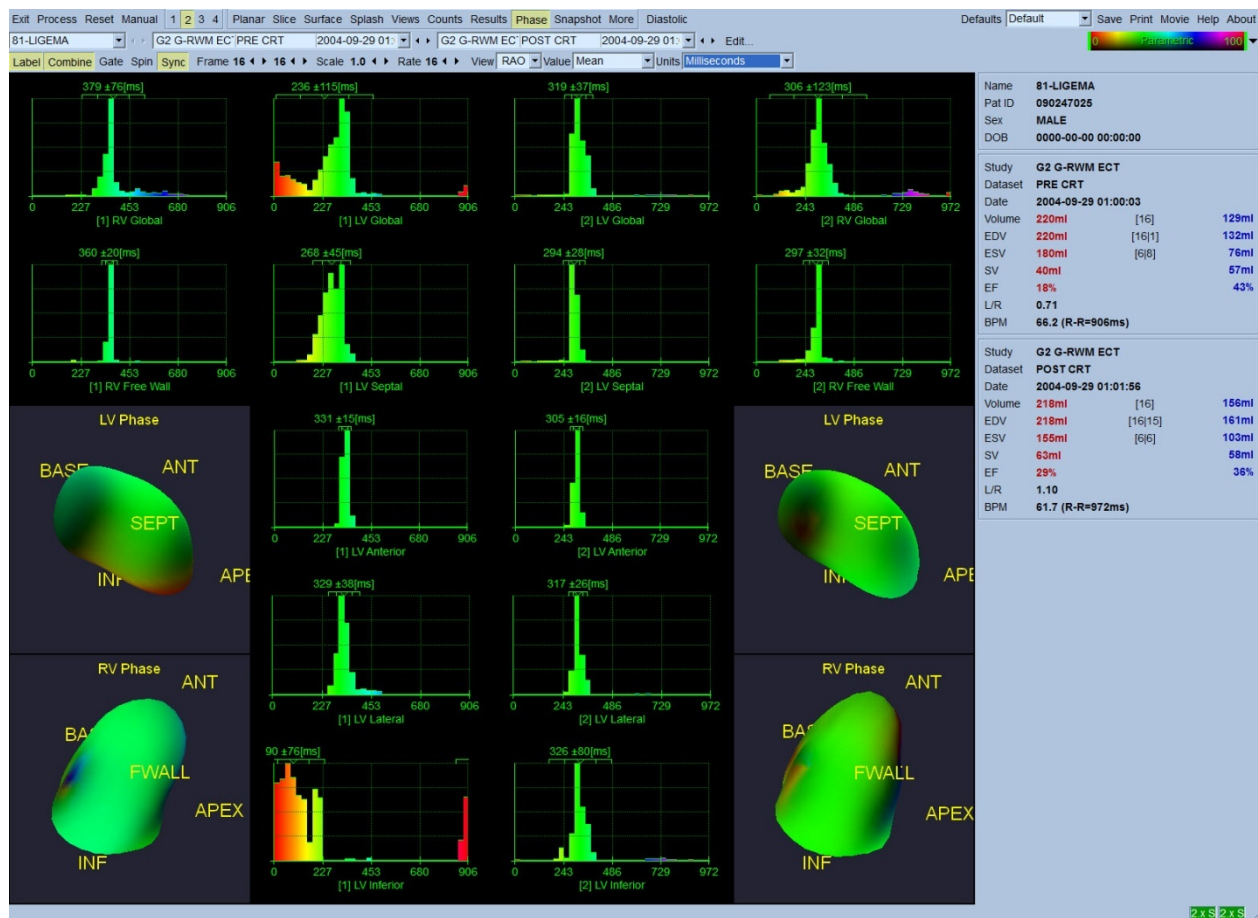 Exit Process Reset Manual 1 2 3 4 Planar Slice Surface Splash Views Counts Results Phase Snapshot More Diastolic Defaults Default Save Print Movie Help About
81-LIGEMA G2 G-RWM EC PRE CRT 2004-09-29 01: G2 G-RWM EC POST CRT 2004-09-29 01: Edit...
0 Parametric 100
Label Combine Gate Spin Sync Frame 16 16 Scale 1.0 Rate 16 View RAO Value Mean Units Milliseconds
379 ±76[ms] 236 ±115[ms] 319 ±37[ms] 306 ±123[ms]
0 227 453 680 906 0 227 453 680 906 0 243 486 729 972 0 243 486 729 972
[1] RV Global [1] LV Global [2] LV Global [2] RV Global
360 ±20[ms] 268 ±45[ms] 294 ±28[ms] 297 ±32[ms]
0 227 453 680 906 0 227 453 680 906 0 243 486 729 972 0 243 486 729 972
[1] RV Free Wall [1] LV Septal [2] LV Septal [2] RV Free Wall
LV Phase
BASE ANT
SEPT
INF APE
331 ±15[ms] 305 ±16[ms]
0 227 453 680 906 0 243 486 729 972
[1] LV Anterior [2] LV Anterior
LV Phase
BASE ANT
SEPT
INF APE
329 ±38[ms] 317 ±26[ms]
0 227 453 680 906 0 243 486 729 972
[1] LV Lateral [2] LV Lateral
RV Phase
ANT
BA
FWALL
APEX
INF
90 ±76[ms] 326 ±80[ms]
0 227 453 680 906 0 243 486 729 972
[1] LV Inferior [2] LV Inferior
RV Phase
ANT
BA
FWALL
APEX
INF
Name 81-LIGEMA
Pat ID 090247025
Sex MALE
DOB 0000-00-00 00:00:00
Study G2 G-RWM ECT
Dataset PRE CRT
Date 2004-09-29 01:00:03
Volume 220ml [16] 129ml
EDV 220ml [16|1] 132ml
ESV 180ml [6|8] 76ml
SV 40ml 57ml
EF 18% 43%
L/R 0.71
BPM 66.2 (R-R=906ms)
Study G2 G-RWM ECT
Dataset POST CRT
Date 2004-09-29 01:01:56
Volume 218ml [16] 156ml
EDV 218ml [16|15] 161ml
ESV 155ml [6|6] 103ml
SV 63ml 58ml
EF 29% 36%
L/R 1.10
BPM 61.7 (R-R=972ms)
2 x S 2 x S